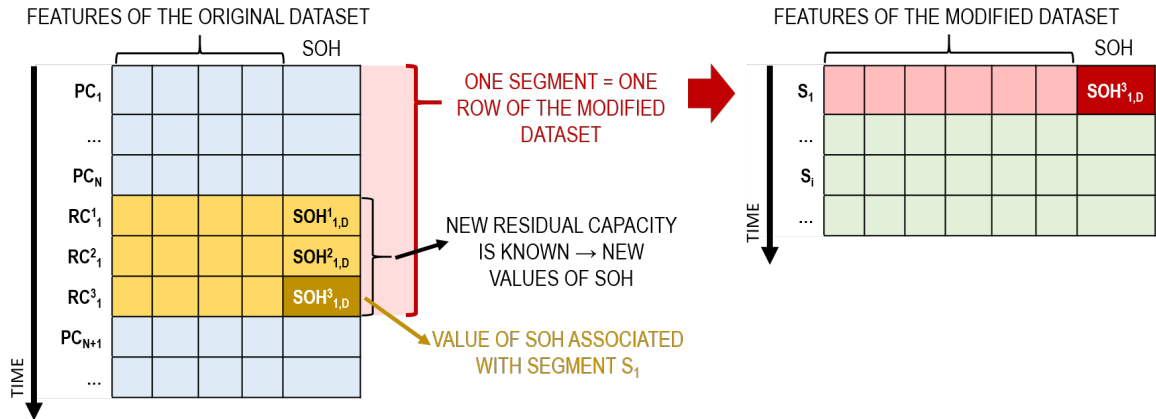 FEATURES OF THE ORIGINAL DATASET
SOH
PC1
...
PCN
RC11
SOH11,D
RC21
SOH21,D
RC31
SOH31,D
PCN+1
...
TIME
ONE SEGMENT = ONE
ROW OF THE MODIFIED
DATASET
NEW RESIDUAL CAPACITY
IS KNOWN → NEW
VALUES OF SOH
VALUE OF SOH ASSOCIATED
WITH SEGMENT S1
FEATURES OF THE MODIFIED DATASET
SOH
S1
SOH31,D
...
Si
...
TIME